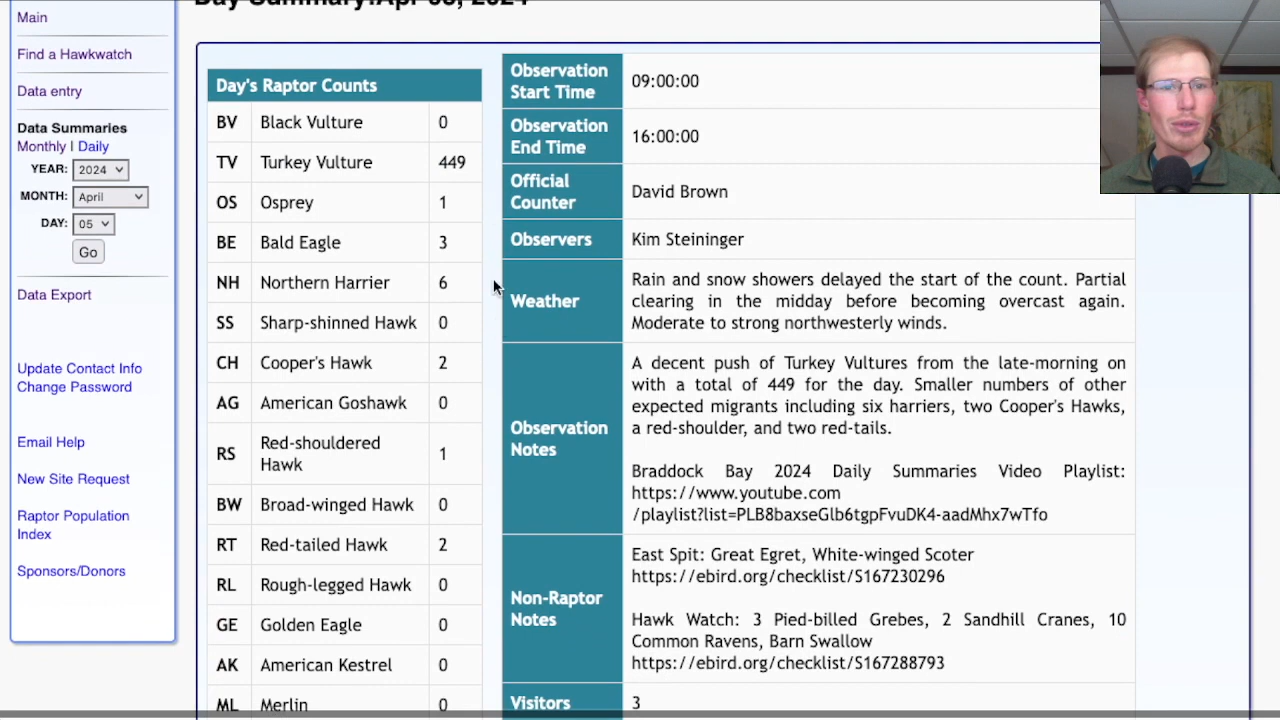 Day Summary:Apr 05, 2024
Main
Find a Hawkwatch
Data entry
Data Summaries
Monthly | Daily
YEAR: 2024
MONTH: April
DAY: 05
Go
Data Export
Update Contact Info
Change Password
Email Help
New Site Request
Raptor Population
Index
Sponsors/Donors
Day's Raptor Counts
BV Black Vulture 0
TV Turkey Vulture 449
OS Osprey 1
BE Bald Eagle 3
NH Northern Harrier 6
SS Sharp-shinned Hawk 0
CH Cooper's Hawk 2
AG American Goshawk 0
RS Red-shouldered
Hawk 1
BW Broad-winged Hawk 0
RT Red-tailed Hawk 2
RL Rough-legged Hawk 0
GE Golden Eagle 0
AK American Kestrel 0
ML Merlin 0
Observation
Start Time
09:00:00
Observation
End Time
16:00:00
Official
Counter
David Brown
Observers
Kim Steininger
Weather
Rain and snow showers delayed the start of the count. Partial
clearing in the midday before becoming overcast again.
Moderate to strong northwesterly winds.
Observation
Notes
A decent push of Turkey Vultures from the late-morning on
with a total of 449 for the day. Smaller numbers of other
expected migrants including six harriers, two Cooper's Hawks,
a red-shoulder, and two red-tails.
Braddock Bay 2024 Daily Summaries Video Playlist:
https://www.youtube.com
/playlist?list=PLB8baxseGlb6tgpFvuDK4-aadMhx7wTfo
Non-Raptor
Notes
East Spit: Great Egret, White-winged Scoter
https://ebird.org/checklist/S167230296
Hawk Watch: 3 Pied-billed Grebes, 2 Sandhill Cranes, 10
Common Ravens, Barn Swallow
https://ebird.org/checklist/S167288793
Visitors
3